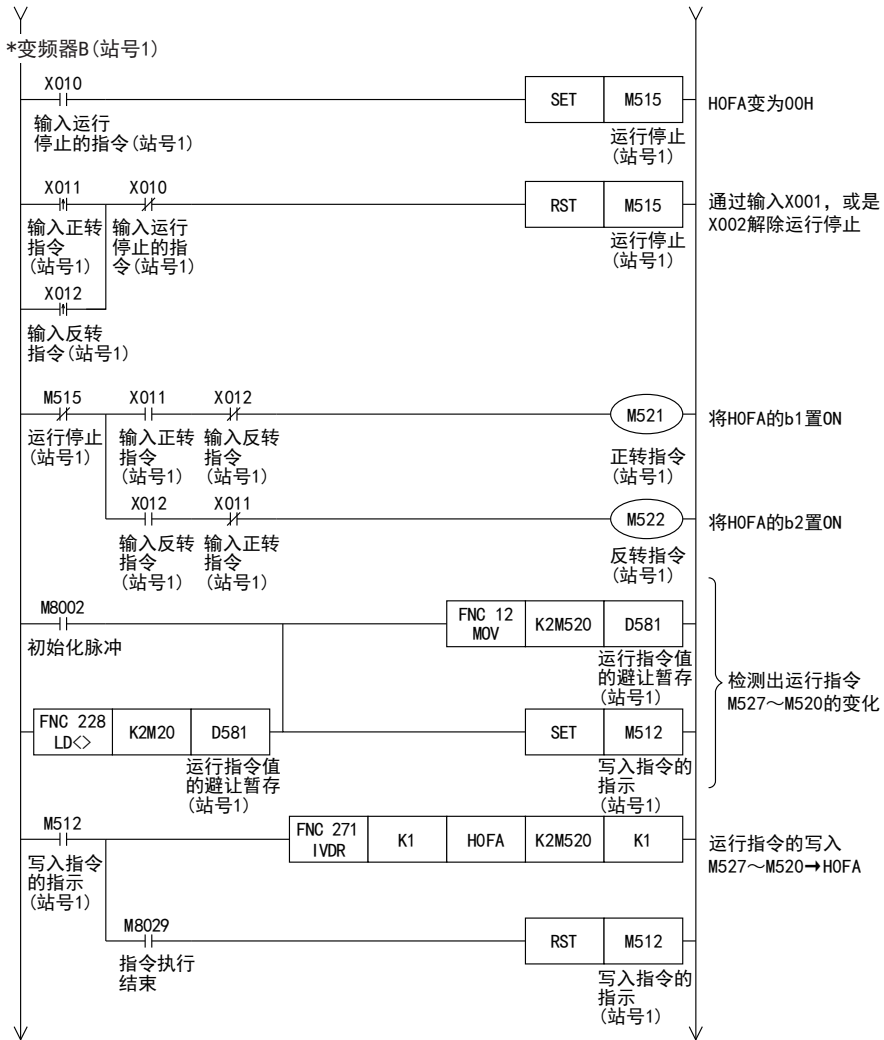 *变频器B(站号1)
X010
输入运行
停止的指令(站号1)
SET M515
运行停止
(站号1)
H0FA变为00H
X011 X010
输入正转
指令
(站号1)
输入运行
停止的指
令(站号1)
RST M515
运行停止
(站号1)
通过输入X001，或是
X002解除运行停止
X012
输入反转
指令(站号1)
M515 X011 X012
运行停止
(站号1)
输入正转
指令
(站号1)
输入反转
指令
(站号1)
M521
正转指令
(站号1)
将H0FA的b1置ON
X012 X011
输入反转
指令
(站号1)
输入正转
指令
(站号1)
M522
反转指令
(站号1)
将H0FA的b2置ON
M8002
初始化脉冲
FNC 12
MOV
K2M520 D581
运行指令值
的避让暂存
(站号1)
检测出运行指令
M527～M520的变化
FNC 228
LD<>
K2M20 D581
运行指令值
的避让暂存
(站号1)
SET M512
写入指令的
指示
(站号1)
M512
写入指令
的指示
(站号1)
FNC 271
IVDR
K1 H0FA K2M520 K1
运行指令的写入
M527～M520→H0FA
M8029
指令执行
结束
RST M512
写入指令的
指示
(站号1)